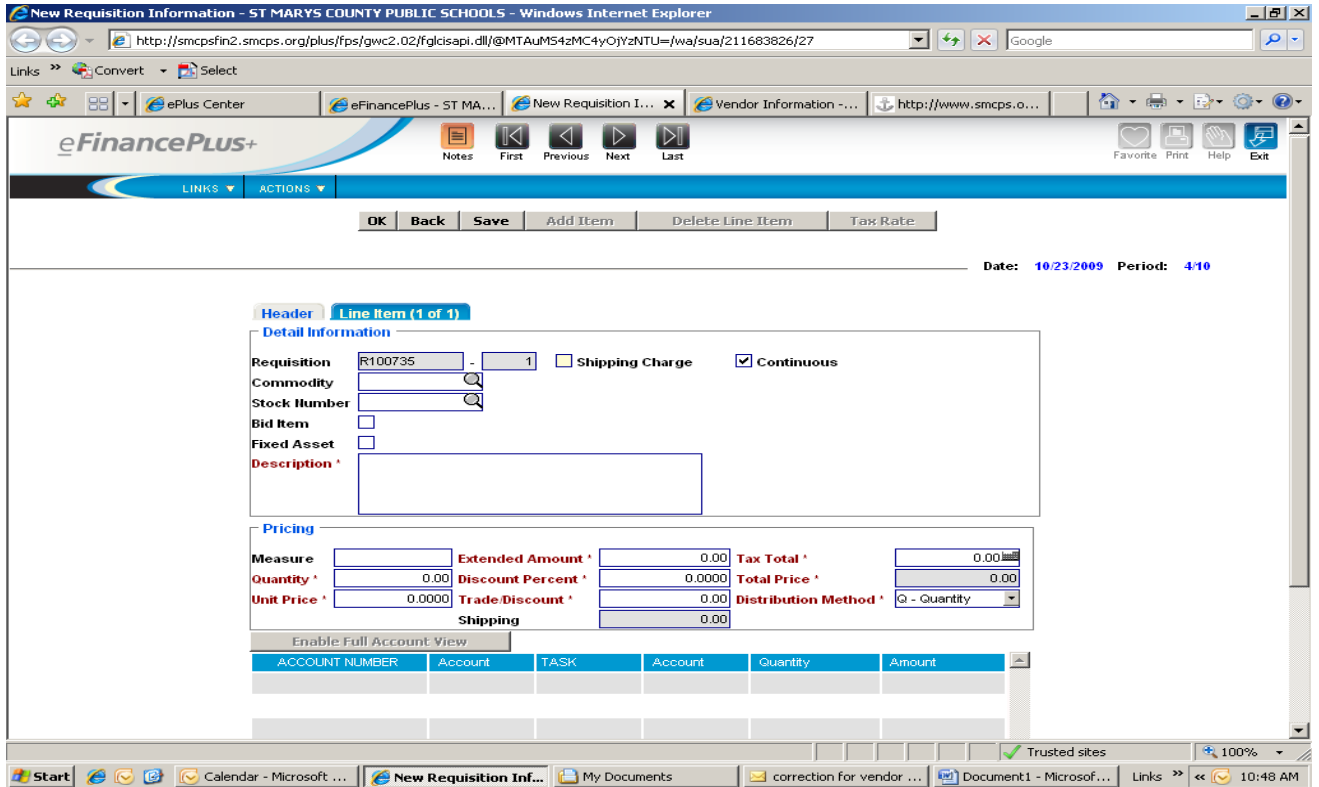 New Requisition Information - ST MARYS COUNTY PUBLIC SCHOOLS - Windows Internet Explorer
http://smcpsfin2.smcps.org/plus/fps/gwc2.02/fglcisapi.dll/@MTAuMS4zMC4yOjYzNTU=/wa/sua/211683826/27 Google
Links » Convert Select
ePlus Center eFinancePlus - ST MA... New Requisition I... Vendor Information -... http://www.smcps.o...
eFinancePLUS+ Notes First Previous Next Last Favorite Print Help Exit
LINKS ACTIONS
OK Back Save Add Item Delete Line Item Tax Rate
Date: 10/23/2009 Period: 4/10
Header Line Item (1 of 1)
Detail Information
Requisition R100735 - 1 Shipping Charge Continuous
Commodity
Stock Number
Bid Item
Fixed Asset
Description *
Pricing
Measure Extended Amount * 0.00 Tax Total * 0.00
Quantity * 0.00 Discount Percent * 0.0000 Total Price * 0.00
Unit Price * 0.0000 Trade/Discount * 0.00 Distribution Method * Q - Quantity
Shipping 0.00
Enable Full Account View
ACCOUNT NUMBER Account TASK Account Quantity Amount
Trusted sites 100%
Start Calendar - Microsoft ... New Requisition Inf... My Documents correction for vendor ... Document1 - Microsof... Links » « 10:48 AM